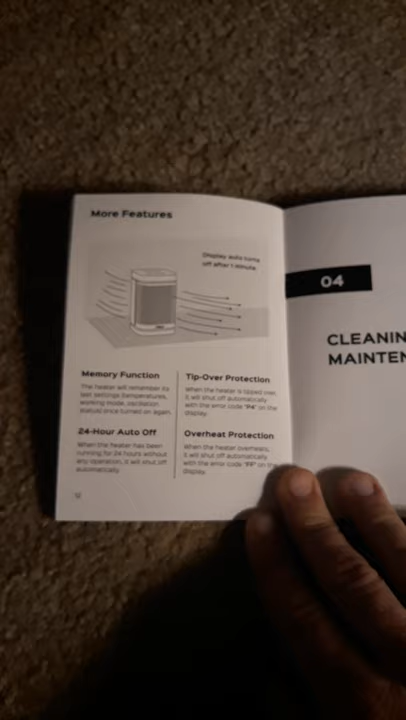 More Features
Display auto turns
off after 1 minute.
Memory Function
The heater will remember its
last settings (temperatures,
working mode, oscillation
status) once turned on again.
24-Hour Auto Off
When the heater has been
running for 24 hours without
any operation, it will shut off
automatically.
Tip-Over Protection
When the heater is tipped over,
it will shut off automatically
with the error code "P4" on the
display.
Overheat Protection
When the heater overheats,
it will shut off automatically
with the error code on the
display.
12
04
CLEANIN
MAINTEN